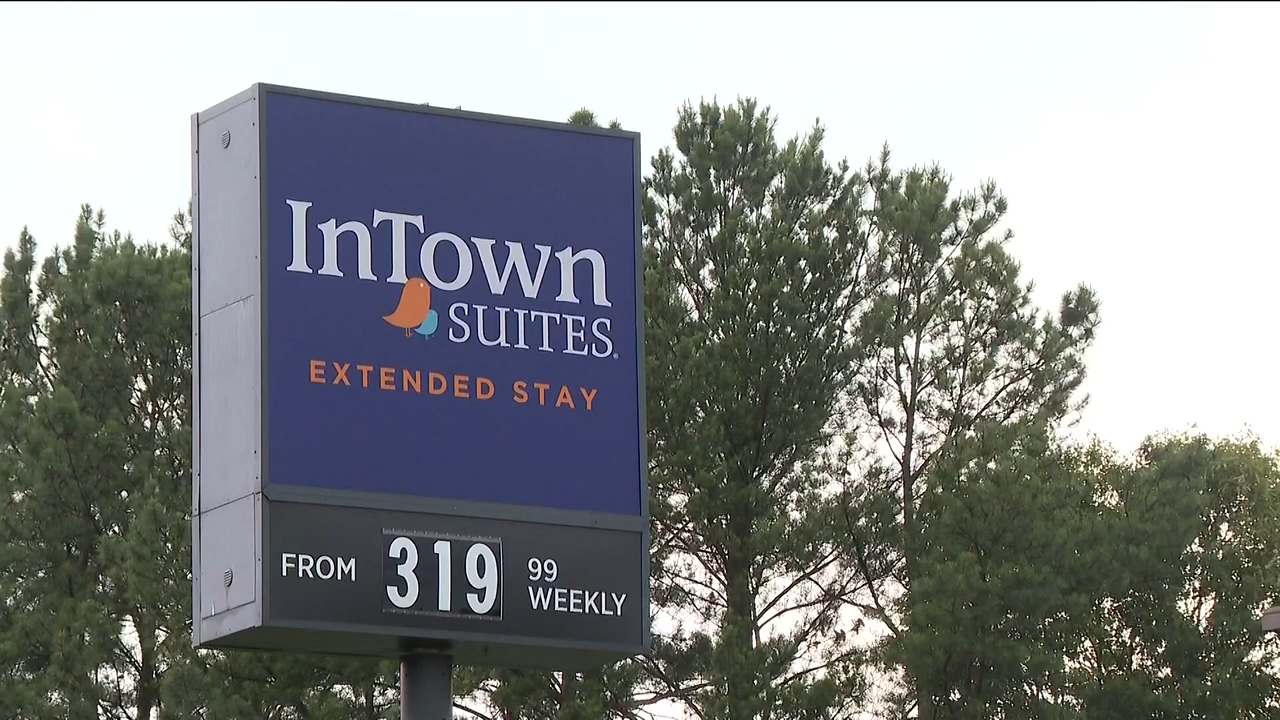 InTown
SUITES®
EXTENDED STAY
FROM 319 99
WEEKLY